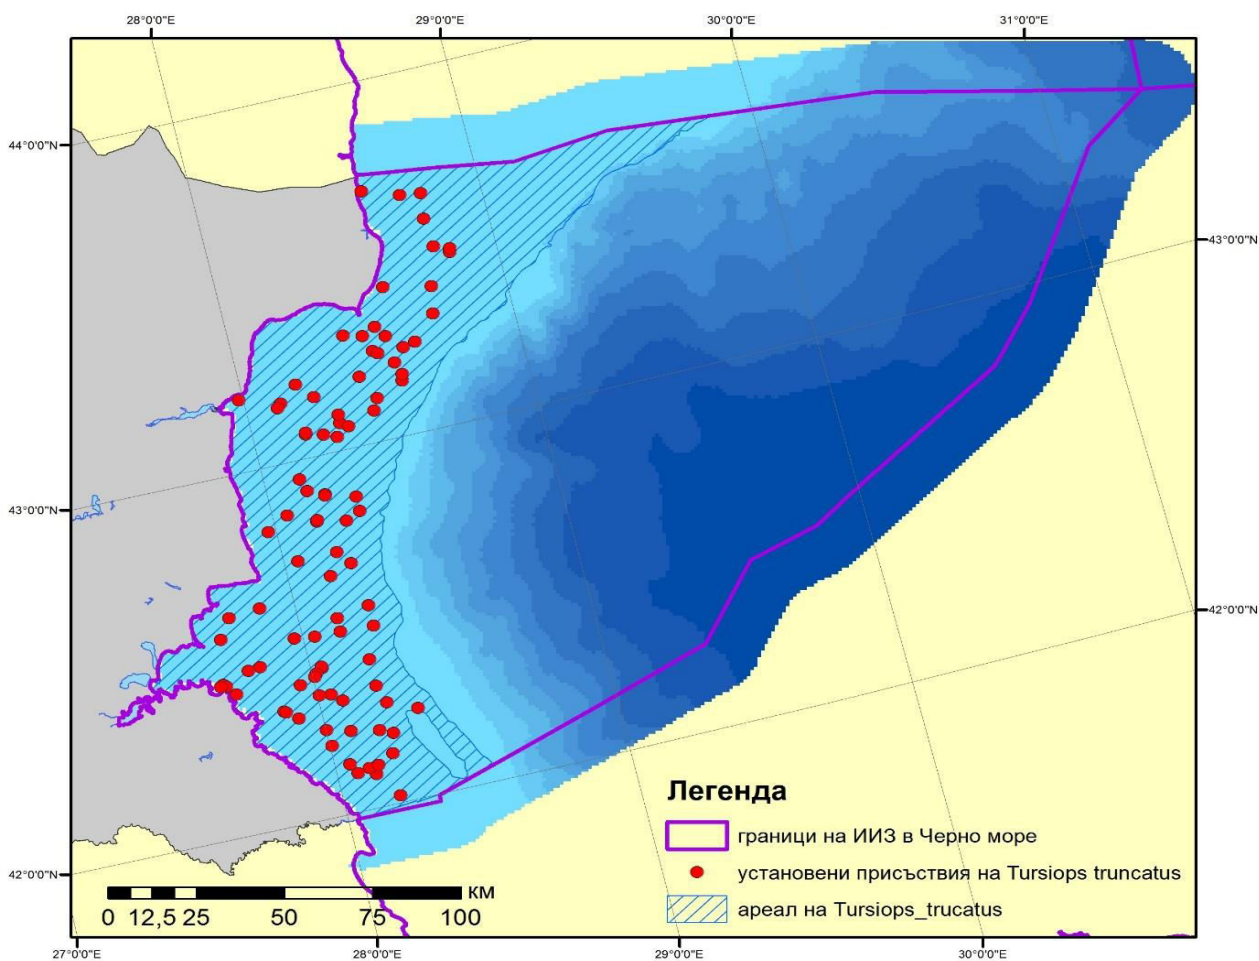 28°0'0"E 29°0'0"E 30°0'0"E 31°0'0"E
44°0'0"N
43°0'0"N
43°0'0"N
42°0'0"N
42°0'0"N
Легенда
граници на ИИЗ в Черно море
установени присъствия на Tursiops truncatus
ареал на Tursiops_trucatus
КМ
0 12,5 25 50 75 100
27°0'0"E 28°0'0"E 29°0'0"E 30°0'0"E